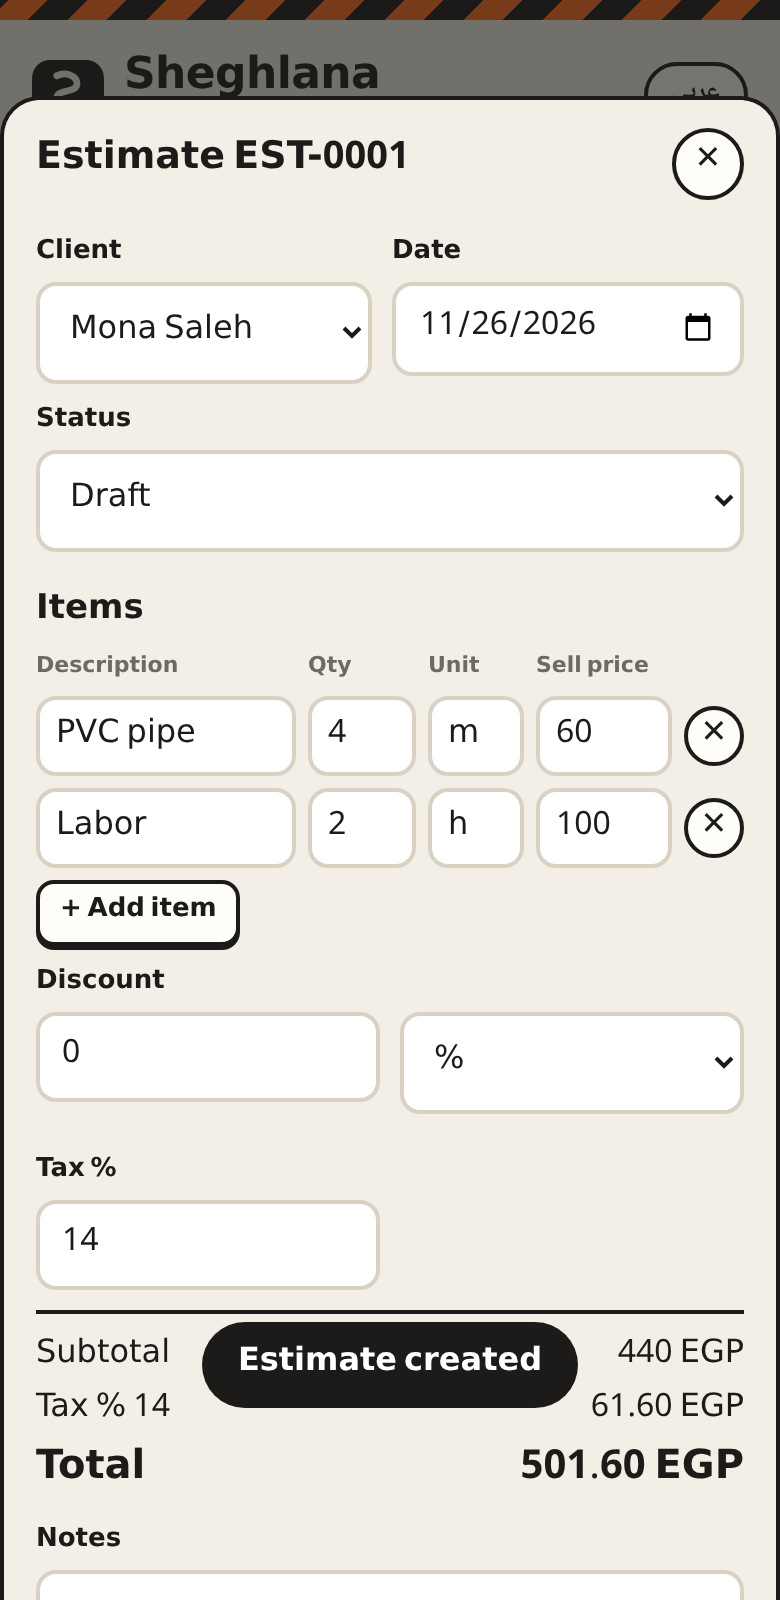 Sheghlana
عربي
Estimate EST-0001
×
Client Date
Mona Saleh 11/26/2026
Status
Draft
Items
Description Qty Unit Sell price
PVC pipe 4 m 60 ×
Labor 2 h 100 ×
+ Add item
Discount
0 %
Tax %
14
Subtotal 440 EGP
Estimate created
Tax % 14 61.60 EGP
Total 501.60 EGP
Notes